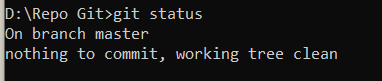 D:\Repo Git>git status
On branch master
nothing to commit, working tree clean